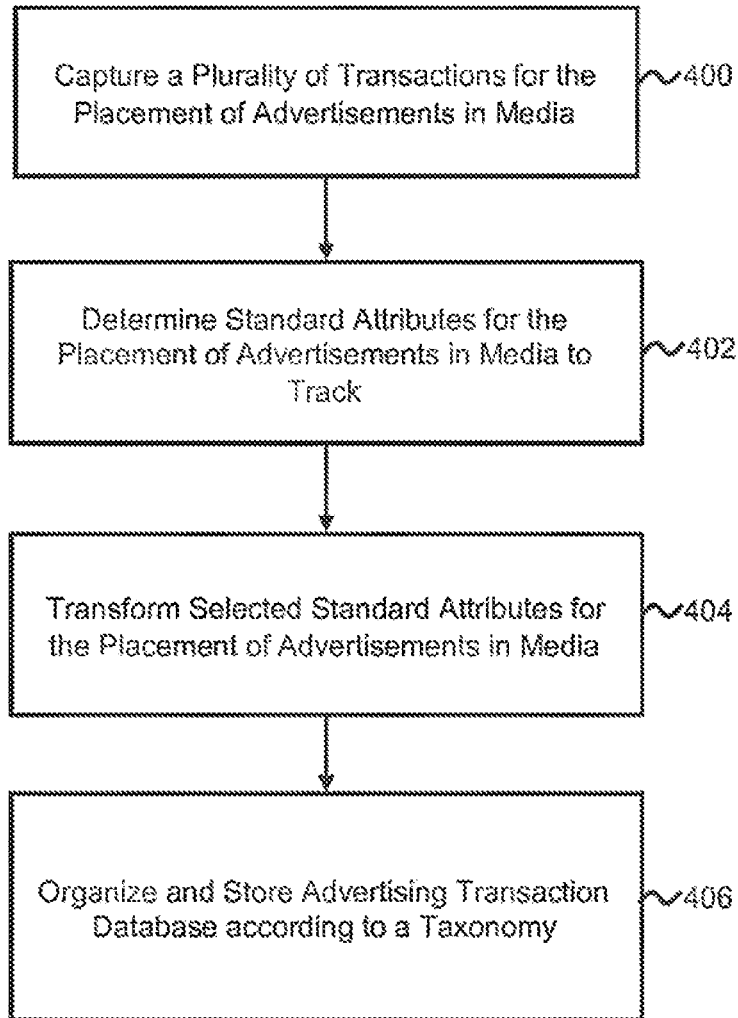 Capture a Plurality of Transactions for the
Placement of Advertisements in Media
400
Determine Standard Attributes for the
Placement of Advertisements in Media to
Track
402
Transform Selected Standard Attributes for
the Placement of Advertisements in Media
404
Organize and Store Advertising Transaction
Database according to a Taxonomy
406